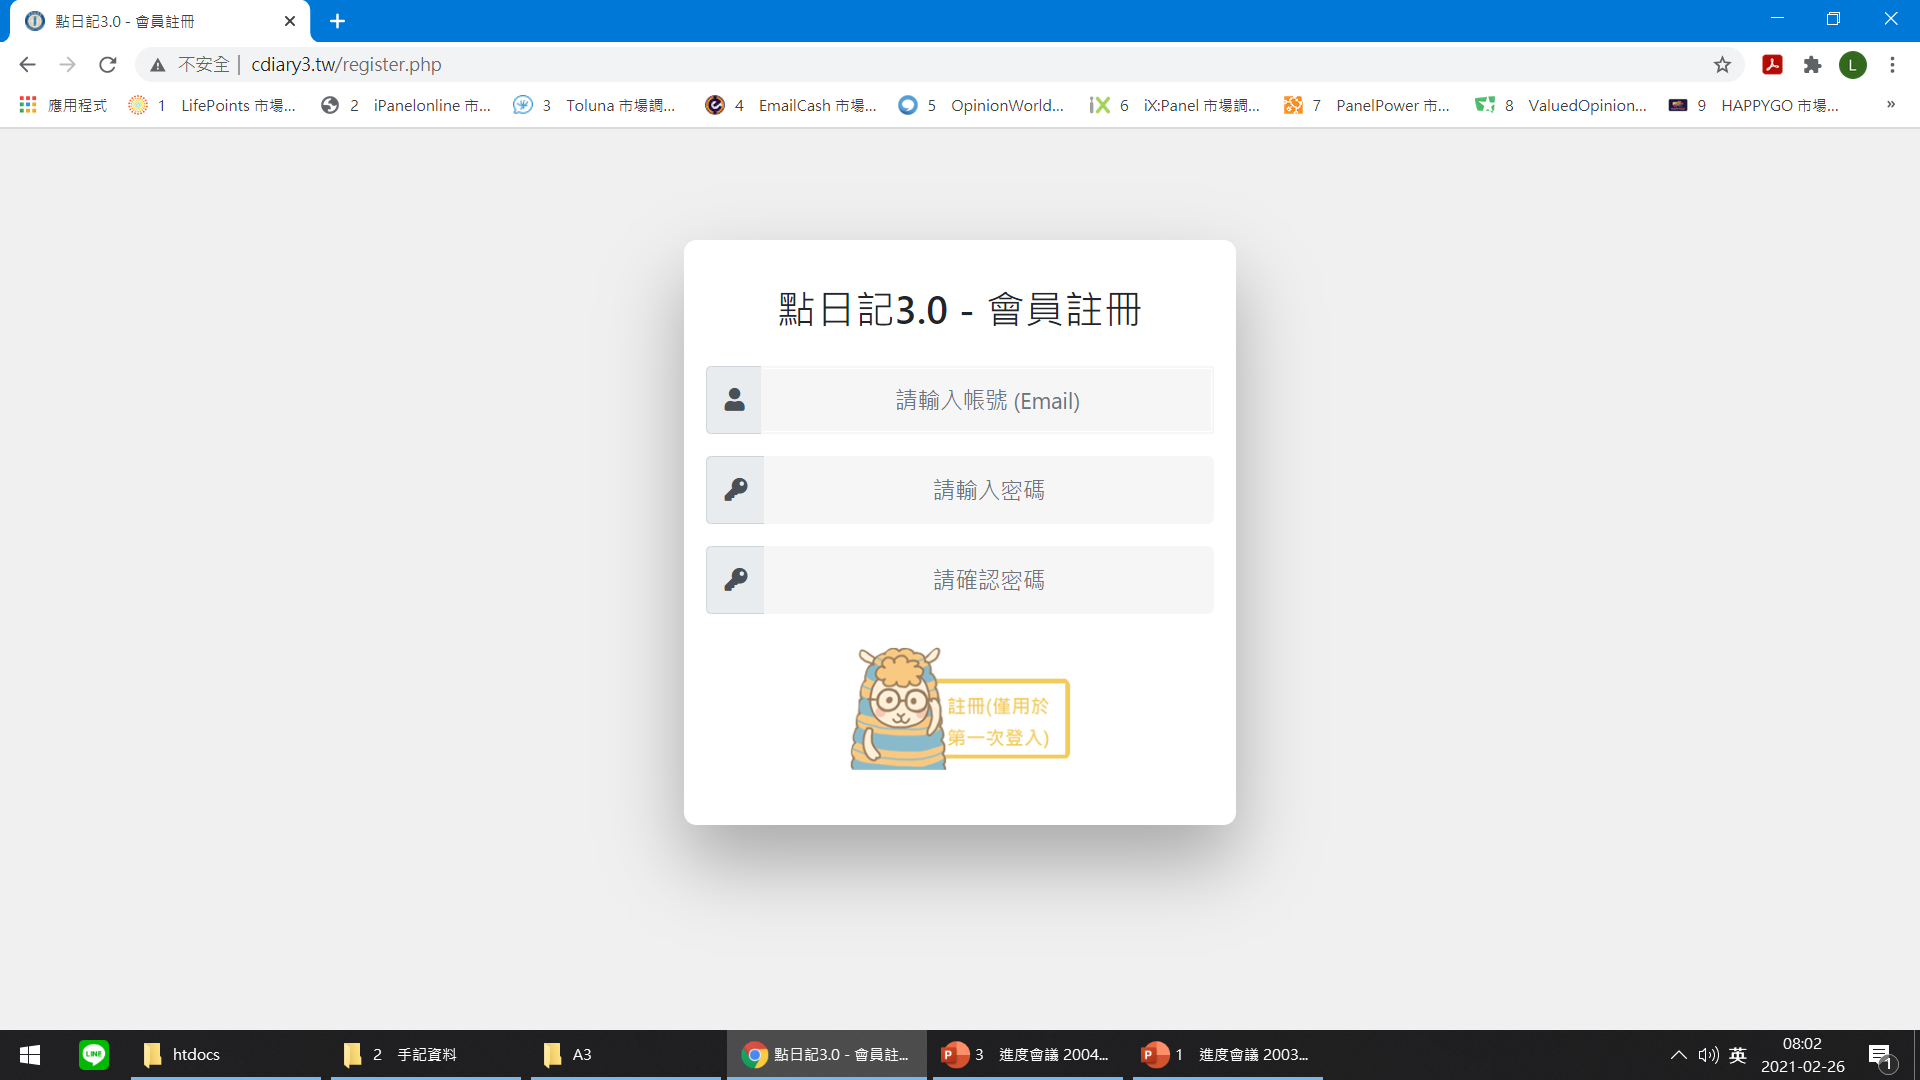 點日記3.0 - 會員註冊
不安全 | cdiary3.tw/register.php
L
應用程式
1 LifePoints 市場...
2 iPanelonline 市...
3 Toluna 市場調...
4 EmailCash 市場...
5 OpinionWorld...
6 iX:Panel 市場調...
7 PanelPower 市...
8 ValuedOpinion...
9 HAPPYGO 市場...
»
點日記3.0 - 會員註冊
請輸入帳號 (Email)
請輸入密碼
請確認密碼
註冊(僅用於
第一次登入)
LINE
htdocs
2 手記資料
A3
點日記3.0 - 會員註...
3 進度會議 2004...
1 進度會議 2003...
英
08:02
2021-02-26
1